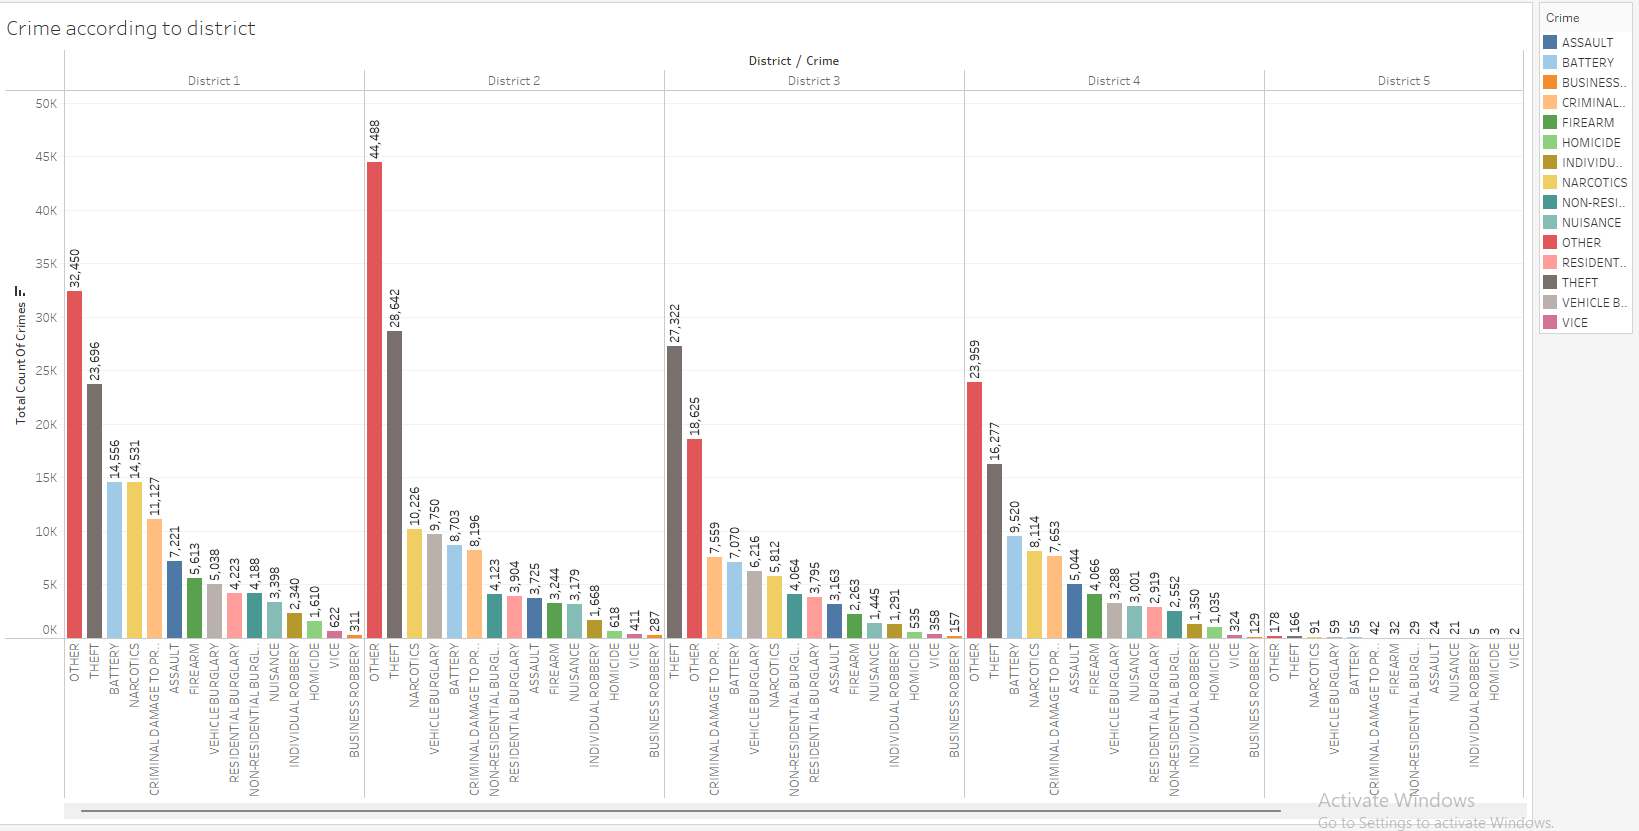 Crime according to district
District / Crime
District 1
District 2
District 3
District 4
District 5
Total Count Of Crimes
50K
45K
40K
35K
30K
25K
20K
15K
10K
5K
0K
32,450
23,696
14,556
14,531
11,127
7,221
5,613
5,038
4,223
4,188
3,398
2,340
1,610
622
311
44,488
28,642
10,226
9,750
8,703
8,196
4,123
3,904
3,725
3,244
3,179
1,668
618
411
287
27,322
18,625
7,559
7,070
6,216
5,812
4,064
3,795
3,163
2,263
1,445
1,291
535
358
157
23,959
16,277
9,520
8,114
7,653
5,044
4,066
3,288
3,001
2,919
2,552
1,350
1,035
324
129
178
166
91
59
55
42
32
29
24
21
5
3
2
OTHER
THEFT
BATTERY
NARCOTICS
CRIMINAL DAMAGE TO PR..
ASSAULT
FIREARM
VEHICLE BURGLARY
RESIDENTIAL BURGLARY
NON-RESIDENTIAL BURGL..
NUISANCE
INDIVIDUAL ROBBERY
HOMICIDE
VICE
BUSINESS ROBBERY
OTHER
THEFT
NARCOTICS
VEHICLE BURGLARY
BATTERY
CRIMINAL DAMAGE TO PR..
NON-RESIDENTIAL BURGL..
RESIDENTIAL BURGLARY
ASSAULT
FIREARM
NUISANCE
INDIVIDUAL ROBBERY
HOMICIDE
VICE
BUSINESS ROBBERY
THEFT
OTHER
CRIMINAL DAMAGE TO PR..
BATTERY
VEHICLE BURGLARY
NARCOTICS
NON-RESIDENTIAL BURGL..
RESIDENTIAL BURGLARY
ASSAULT
FIREARM
NUISANCE
INDIVIDUAL ROBBERY
HOMICIDE
VICE
BUSINESS ROBBERY
OTHER
THEFT
BATTERY
NARCOTICS
CRIMINAL DAMAGE TO PR..
ASSAULT
FIREARM
VEHICLE BURGLARY
NUISANCE
RESIDENTIAL BURGLARY
NON-RESIDENTIAL BURGL..
INDIVIDUAL ROBBERY
HOMICIDE
VICE
BUSINESS ROBBERY
OTHER
THEFT
NARCOTICS
VEHICLE BURGLARY
BATTERY
CRIMINAL DAMAGE TO PR..
FIREARM
NON-RESIDENTIAL BURGL..
ASSAULT
NUISANCE
INDIVIDUAL ROBBERY
HOMICIDE
VICE
Crime
ASSAULT
BATTERY
BUSINESS..
CRIMINAL..
FIREARM
HOMICIDE
INDIVIDU..
NARCOTICS
NON-RESI..
NUISANCE
OTHER
RESIDENT..
THEFT
VEHICLE B..
VICE
Activate Windows
Go to Settings to activate Windows.